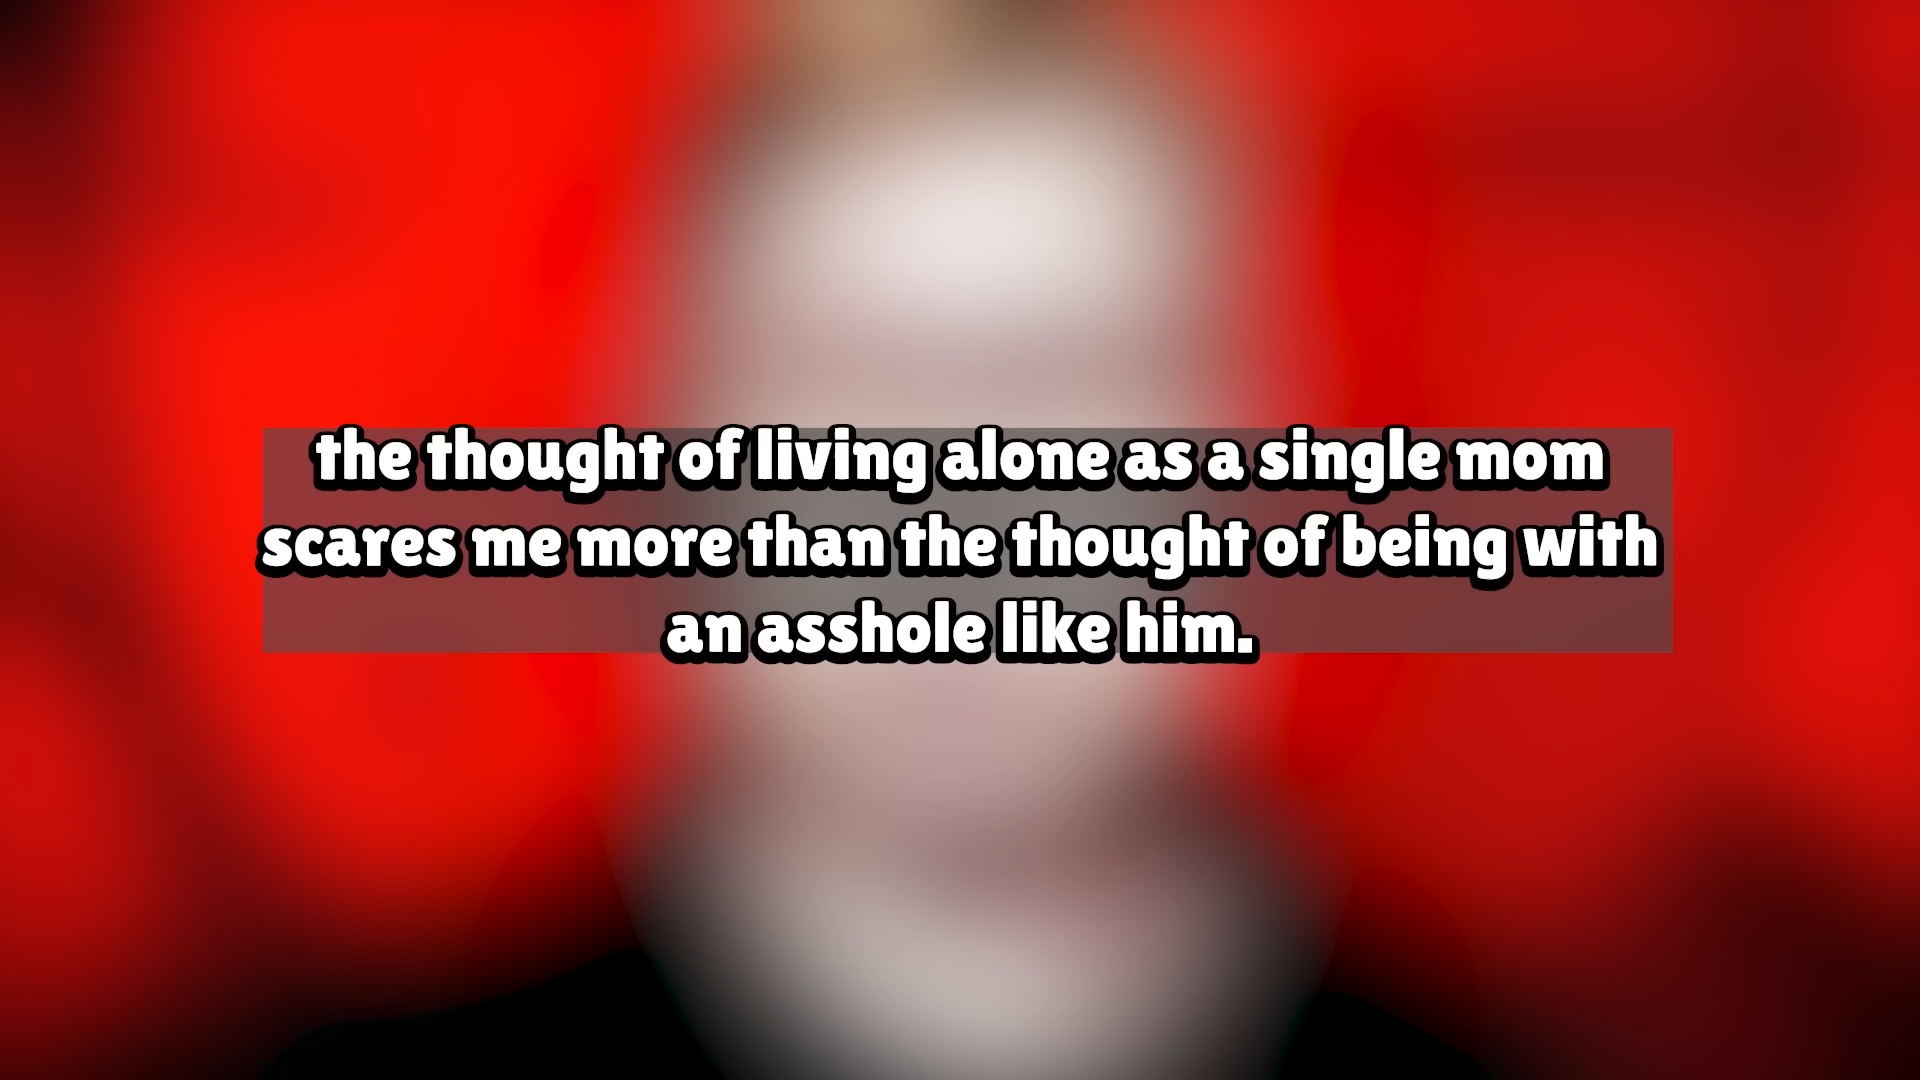 the thought of living alone as a single mom
scares me more than the thought of being with
an asshole like him.